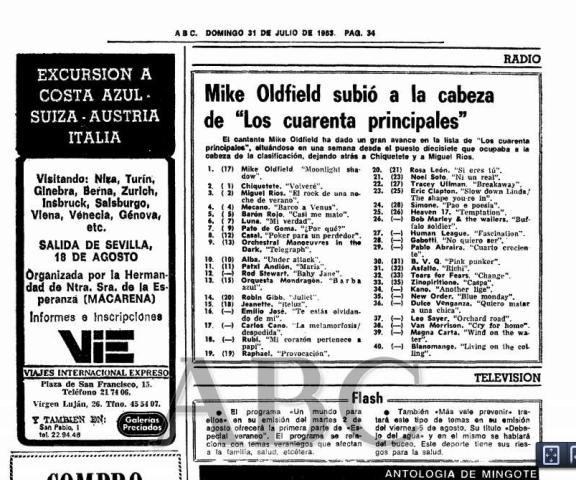 A B C. DOMINGO 31 DE JULIO DE 1983. PAG. 34
EXCURSION A
COSTA AZUL-
SUIZA-AUSTRIA
ITALIA
Visitando: Niza, Turín,
Ginebra, Berna, Zurich,
Insbruck, Salsburgo,
Viena, Venecia, Génova,
etc.
SALIDA DE SEVILLA,
18 DE AGOSTO
Organizada por la Herman-
dad de Ntra. Sra. de la Es-
peranza (MACARENA)
Informes e Inscripciones
VIE
VIAJES INTERNACIONAL EXPRESO
Plaza de San Francisco, 15.
Teléfono 21 74 06.
Virgen Luján, 26. Tfno. 45 54 07.
Y TAMBIEN EN:
San Pablo, 1
tel. 22.94.48
Galerías
Preciados
COMPRO
RADIO
Mike Oldfield subió a la cabeza
de "Los cuarenta principales"
El cantante Mike Oldfield ha dado un gran avance en la lista de "Los cuarenta
principales", situándose en una semana desde el puesto diecisiete que ocupaba a la
cabeza de la clasificación, dejando atrás a Chiquetete y a Miguel Ríos.
1. (17) Mike Oldfield "Moonlight sha-
dow".
2. (1) Chiquetete. "Volveré".
3. (2) Miguel Ríos. "El rock de una no-
che de verano".
4. (4) Mecano. "Barco a Venus".
5. (5) Barón Rojo. "Casi me mato".
6. (7) Luna. "Mi verdad".
7. (9) Pato de Goma. "¿Por qué?"
8. (12) Casal. "Poker para un perdedor".
9. (13) Orchestral Manoeuvres in the
Dark, "Telegraph".
10. (10) Alba. "Under attack".
11. (11) Patxi Andión, "María".
12. (—) Rod Stewart. "Baby Jane".
13. (15) Orquesta Mondragón. "Barba
azul".
14. (20) Robin Gibb. "Juliet"
15. (18) Jeannette. "Reluz".
16. (—) Emilio José. "Te estás olvidan-
do de mí".
17. (—) Carlos Cano. "La metamorfosis/
despedida".
18. (—) Rubi. "Mi corazón pertenece a
papi".
19. (19) Raphael. "Provocación".
20. (21) Rosa León. "Si eres tú".
21. (23) Noel Soto. "Ni un real".
22. (27) Tracey Ullman. "Breakaway".
23. (25) Eric Clapton. "Slow down Linda/
The shape you're in".
24. (28) Simone. "Pao e poesía".
25. (26) Heaven 17. "Temptation".
26. (—) Bob Marley & the wailers. "Buf-
falo soldier".
27. (—) Human League. "Fascination".
28. (—) Gabotti. "No quiero ser".
29. (—) Pablo Abraira. "Cuarto crecien-
te".
30. (31) B. V. Q. "Pink punker".
31. (32) Asfalto. "Richi".
32. (33) Tears for Fears. "Change".
33. (35) Zinopiritione. "Caspa".
34. (—) Kano. "Another life".
35. (—) New Order. "Blue monday".
36. (—) Dulce Venganza. "Quiero matar
a una chica".
37. (—) Leo Sayer, "Orchard road".
38. (—) Van Morrison. "Cry for home".
39. (—) Magna Carta. "Wind on the wa-
ter".
40. (—) Blancmange. "Living on the cei-
ling".
TELEVISION
Flash
● El programa «Un mundo para
ellos» en su emisión del martes 2 de
agosto ofrecerá la primera parte de «Es-
pecial veraneo». El programa se rela-
ciona con temas veraniegos que afectan
a la familia, salud, etcétera.
● También «Más vale prevenir» tra-
tará este tipo de temas en su emisión
del viernes 5 de agosto. Su título «Deba-
jo del agua» y en el mismo se hablará
del buceo. Este deporte tiene sus ries-
gos para la salud.
ANTOLOGIA DE MINGOTE
ABC